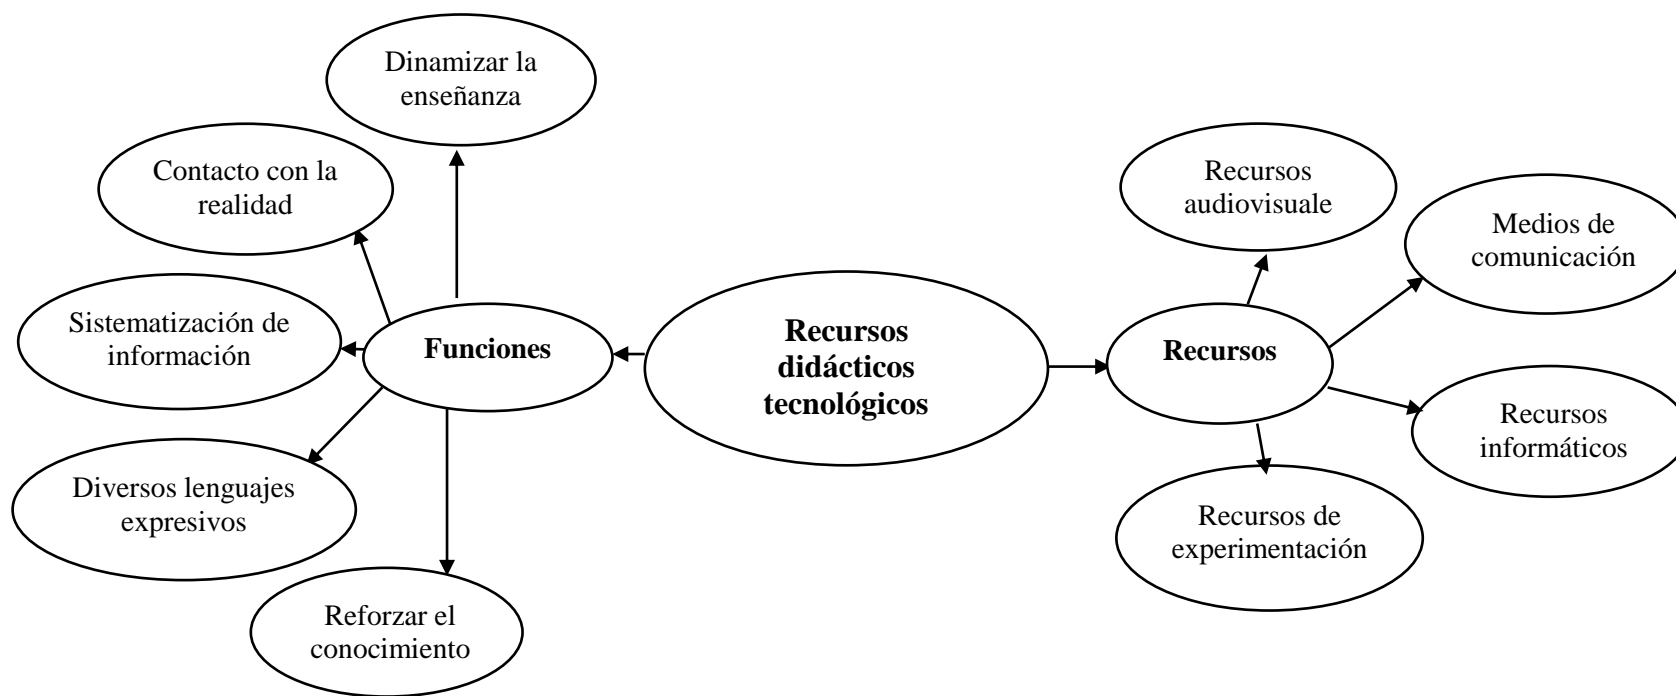 Dinamizar la
enseñanza
Contacto con la
realidad
Sistematización de
información
Diversos lenguajes
expresivos
Reforzar el
conocimiento
Funciones
Recursos
didácticos
tecnológicos
Recursos
Recursos
audiovisuale
Medios de
comunicación
Recursos
informáticos
Recursos de
experimentación